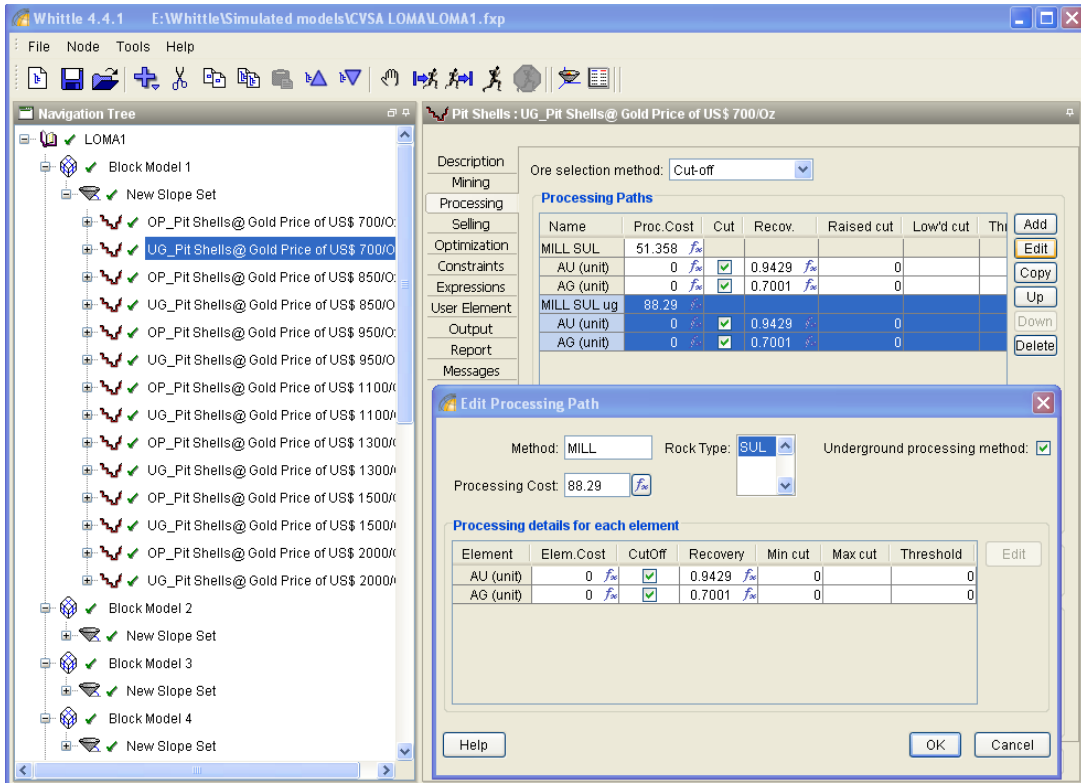 Whittle 4.4.1 E:\Whittle\Simulated models\CVSA LOMA\LOMA1.fxp
File Node Tools Help
Navigation Tree
LOMA1
Block Model 1
New Slope Set
OP_Pit Shells@ Gold Price of US$ 700/Oz
UG_Pit Shells@ Gold Price of US$ 700/O
OP_Pit Shells@ Gold Price of US$ 850/Oz
UG_Pit Shells@ Gold Price of US$ 850/O
OP_Pit Shells@ Gold Price of US$ 950/Oz
UG_Pit Shells@ Gold Price of US$ 950/O
OP_Pit Shells@ Gold Price of US$ 1100/
UG_Pit Shells@ Gold Price of US$ 1100/
OP_Pit Shells@ Gold Price of US$ 1300/
UG_Pit Shells@ Gold Price of US$ 1300/
OP_Pit Shells@ Gold Price of US$ 1500/
UG_Pit Shells@ Gold Price of US$ 1500/
OP_Pit Shells@ Gold Price of US$ 2000/
UG_Pit Shells@ Gold Price of US$ 2000/
Block Model 2
New Slope Set
Block Model 3
New Slope Set
Block Model 4
New Slope Set
Pit Shells : UG_Pit Shells@ Gold Price of US$ 700/Oz
Description
Mining
Processing
Selling
Optimization
Constraints
Expressions
User Element
Output
Report
Messages
Ore selection method: Cut-off
Processing Paths
Name Proc.Cost Cut Recov. Raised cut Low'd cut Thr
MILL SUL 51.358
AU (unit) 0 0.9429 0
AG (unit) 0 0.7001 0
MILL SUL ug 88.29
AU (unit) 0 0.9429 0
AG (unit) 0 0.7001 0
Add
Edit
Copy
Up
Down
Delete
Edit Processing Path
Method: MILL Rock Type: SUL Underground processing method:
Processing Cost: 88.29
Processing details for each element
Element Elem.Cost CutOff Recovery Min cut Max cut Threshold
AU (unit) 0 0.9429 0 0
AG (unit) 0 0.7001 0 0
Edit
Help OK Cancel